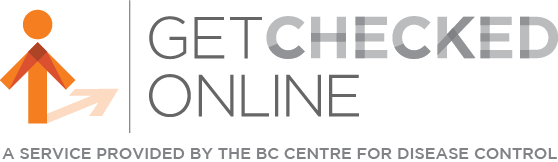 GETCHECKED
ONLINE
A SERVICE PROVIDED BY THE BC CENTRE FOR DISEASE CONTROL